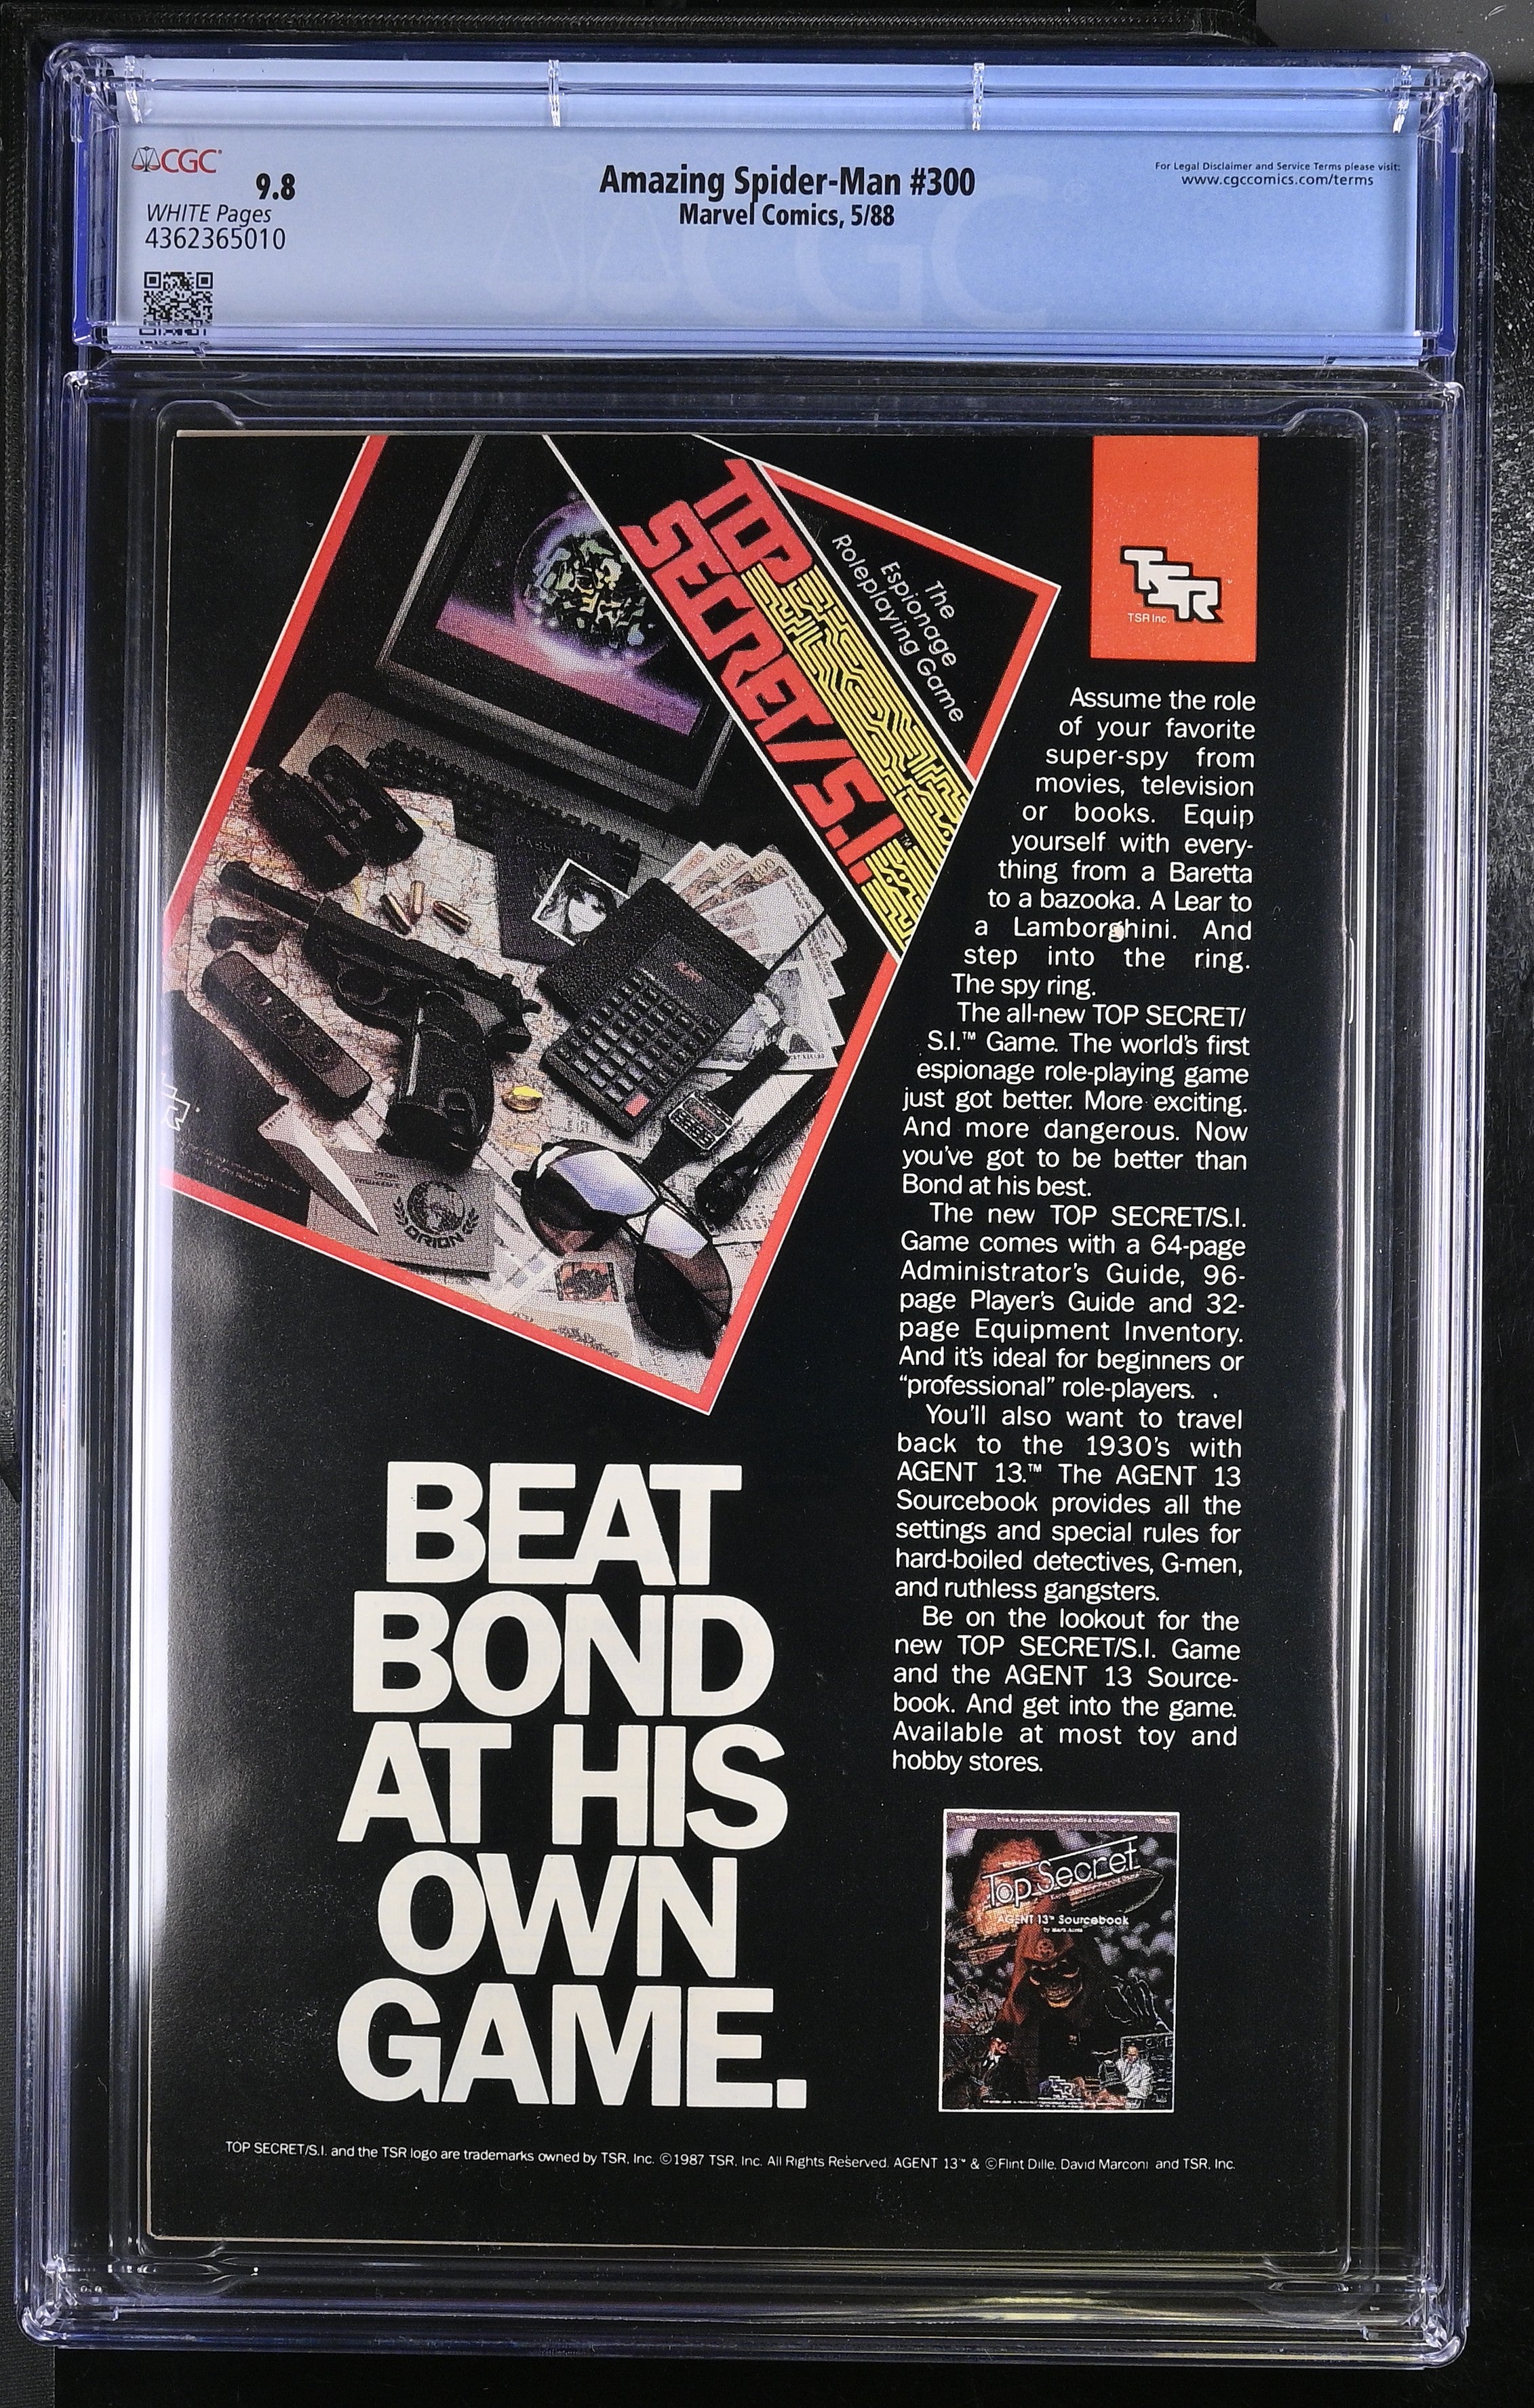 CGC
9.8
WHITE Pages
4362365010
Amazing Spider-Man #300
Marvel Comics, 5/88
For Legal Disclaimer and Service Terms please visit:
www.cgccomics.com/terms
CGC
TOP
SECRET/S.I.™
The
Espionage
Roleplaying Game
TSR
TSR Inc.
PASSPORT
ORION
Assume the role
of your favorite
super-spy from
movies, television
or books. Equip
yourself with every-
thing from a Baretta
to a bazooka. A Lear to
a Lamborghini. And
step into the ring.
The spy ring.
The all-new TOP SECRET/
S.I.™ Game. The world's first
espionage role-playing game
just got better. More exciting.
And more dangerous. Now
you've got to be better than
Bond at his best.
The new TOP SECRET/S.I.
Game comes with a 64-page
Administrator's Guide, 96-
page Player's Guide and 32-
page Equipment Inventory.
And it's ideal for beginners or
“professional” role-players.
You'll also want to travel
back to the 1930's with
AGENT 13.™ The AGENT 13
Sourcebook provides all the
settings and special rules for
hard-boiled detectives, G-men,
and ruthless gangsters.
Be on the lookout for the
new TOP SECRET/S.I. Game
and the AGENT 13 Source-
book. And get into the game.
Available at most toy and
hobby stores.
BEAT
BOND
AT HIS
OWN
GAME.
Top Secret
AGENT 13™ Sourcebook
TOP SECRET/S.I. and the TSR logo are trademarks owned by TSR, Inc. ©1987 TSR, Inc. All Rights Reserved. AGENT 13™ & ©Flint Dille, David Marconi and TSR, Inc.